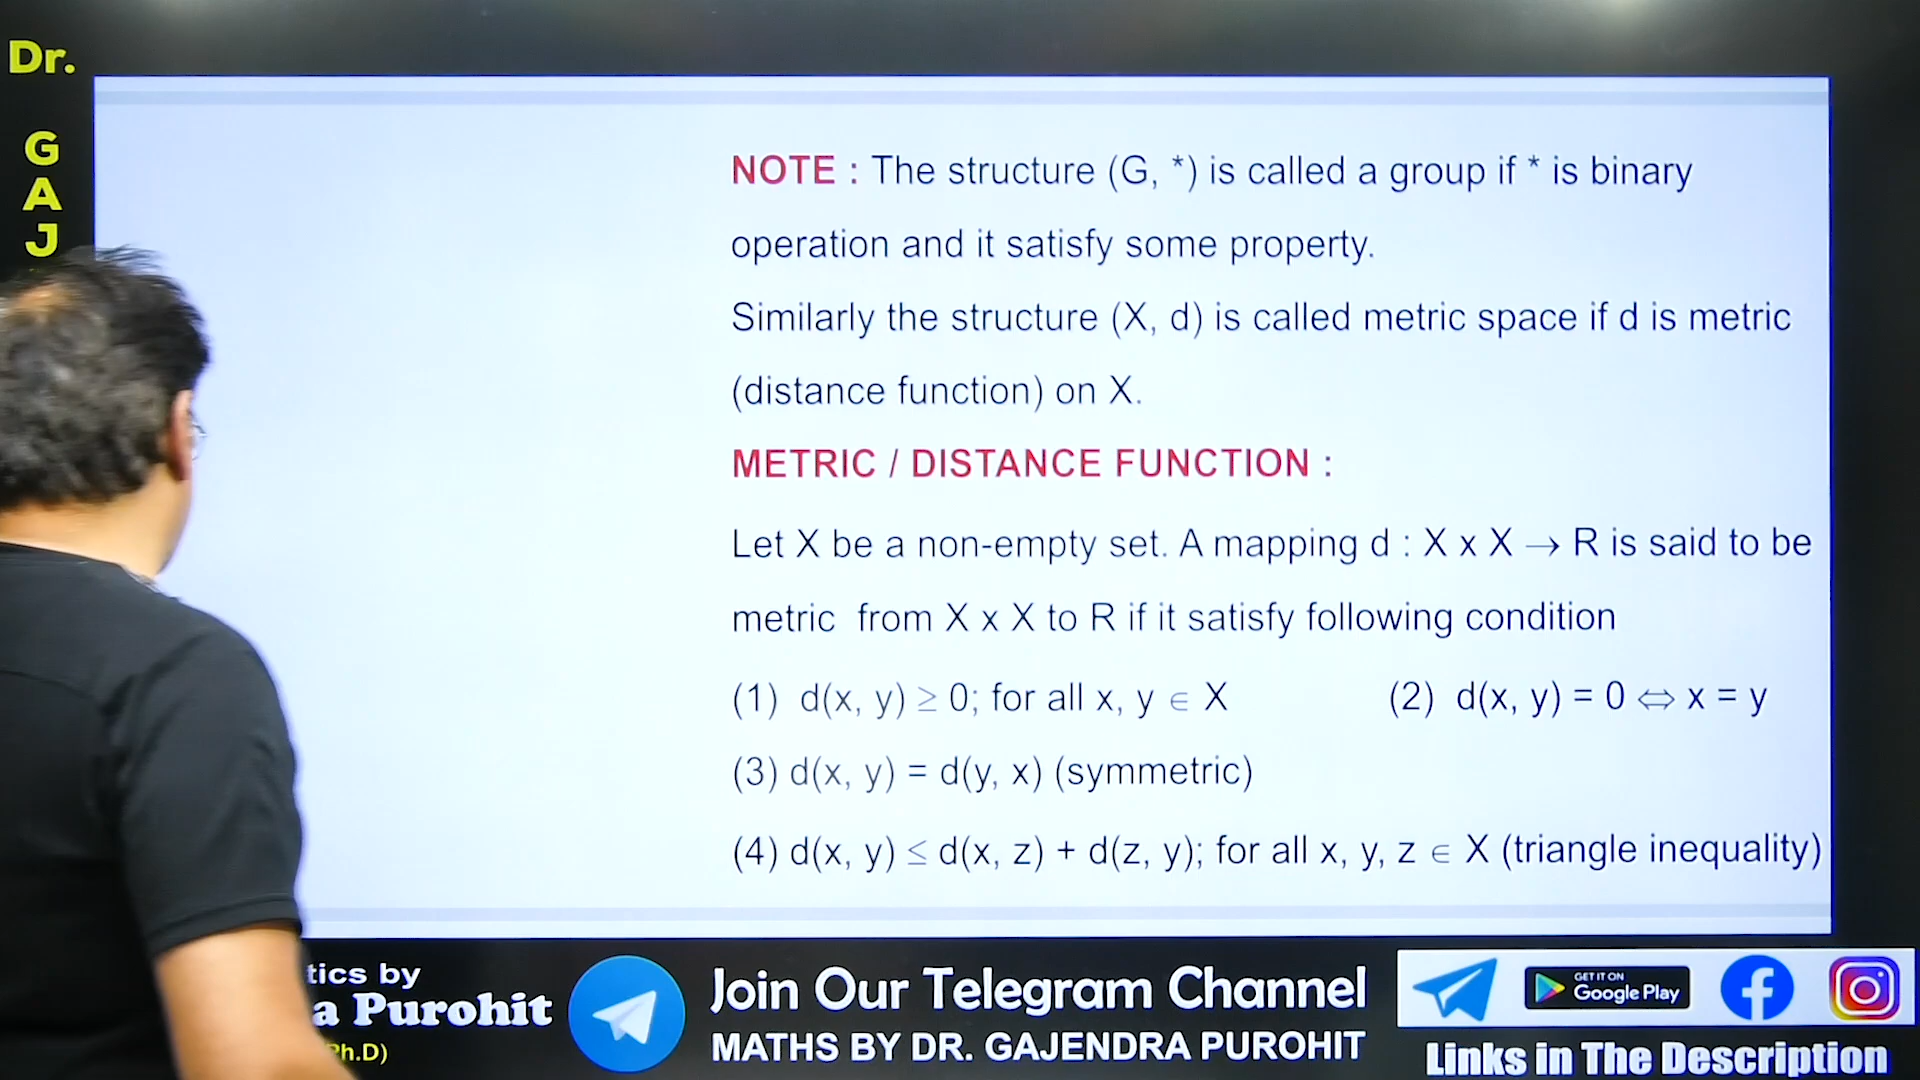 Dr.
G
A
J
NOTE : The structure (G, *) is called a group if * is binary
operation and it satisfy some property.
Similarly the structure (X, d) is called metric space if d is metric
(distance function) on X.
METRIC / DISTANCE FUNCTION :
Let X be a non-empty set. A mapping d : X x X → R is said to be
metric from X x X to R if it satisfy following condition
(1) d(x, y) ≥ 0; for all x, y ∈ X (2) d(x, y) = 0 ⇔ x = y
(3) d(x, y) = d(y, x) (symmetric)
(4) d(x, y) ≤ d(x, z) + d(z, y); for all x, y, z ∈ X (triangle inequality)
tics by
a Purohit
Ph.D)
Join Our Telegram Channel
MATHS BY DR. GAJENDRA PUROHIT
GET IT ON
Google Play
Links in The Description